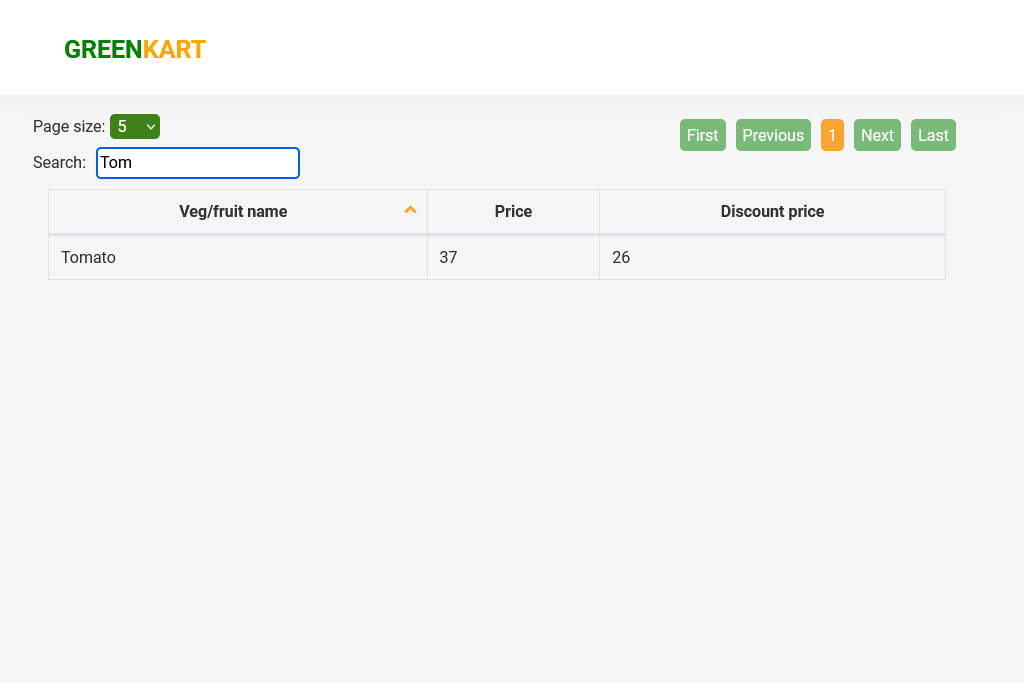 GREENKART
Page size: 5
First Previous 1 Next Last
Search: Tom
Veg/fruit name Price Discount price
Tomato 37 26